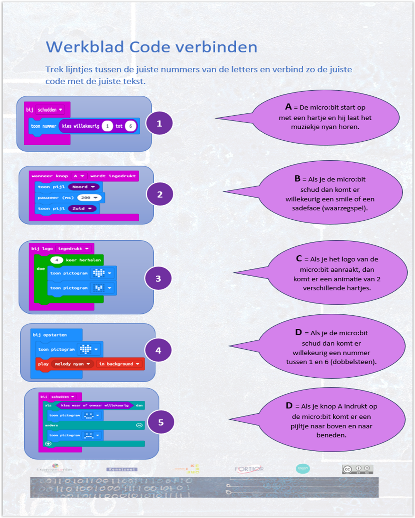 Werkblad Code verbinden
Trek lijntjes tussen de juiste nummers van de letters en verbind zo de juiste
code met de juiste tekst.
bij schudden
toon nummer kies willekeurig 1 tot 6
1
A = De micro:bit start op
met een hartje en hij laat het
muziekje nyan horen.
wanneer knop A wordt ingedrukt
toon pijl Noord
pauzeer (ms) 200
toon pijl Zuid
2
B = Als je de micro:bit
schud dan komt er
willekeurig een smile of een
sadeface (waarzegspel).
bij logo ingedrukt
4 keer herhalen
doe
toon pictogram
toon pictogram
3
C = Als je het logo van de
micro:bit aanraakt, dan
komt er een animatie van 2
verschillende hartjes.
bij opstarten
toon pictogram
play melody nyan in background
4
D = Als je de micro:bit
schud dan komt er
willekeurig een nummer
tussen 1 en 6 (dobbelsteen).
bij schudden
als kies waar of onwaar willekeurig dan
toon pictogram
anders
toon pictogram
5
D = Als je knop A indrukt op
de micro:bit komt er een
pijltje naar boven en naar
beneden.
FORTIOR